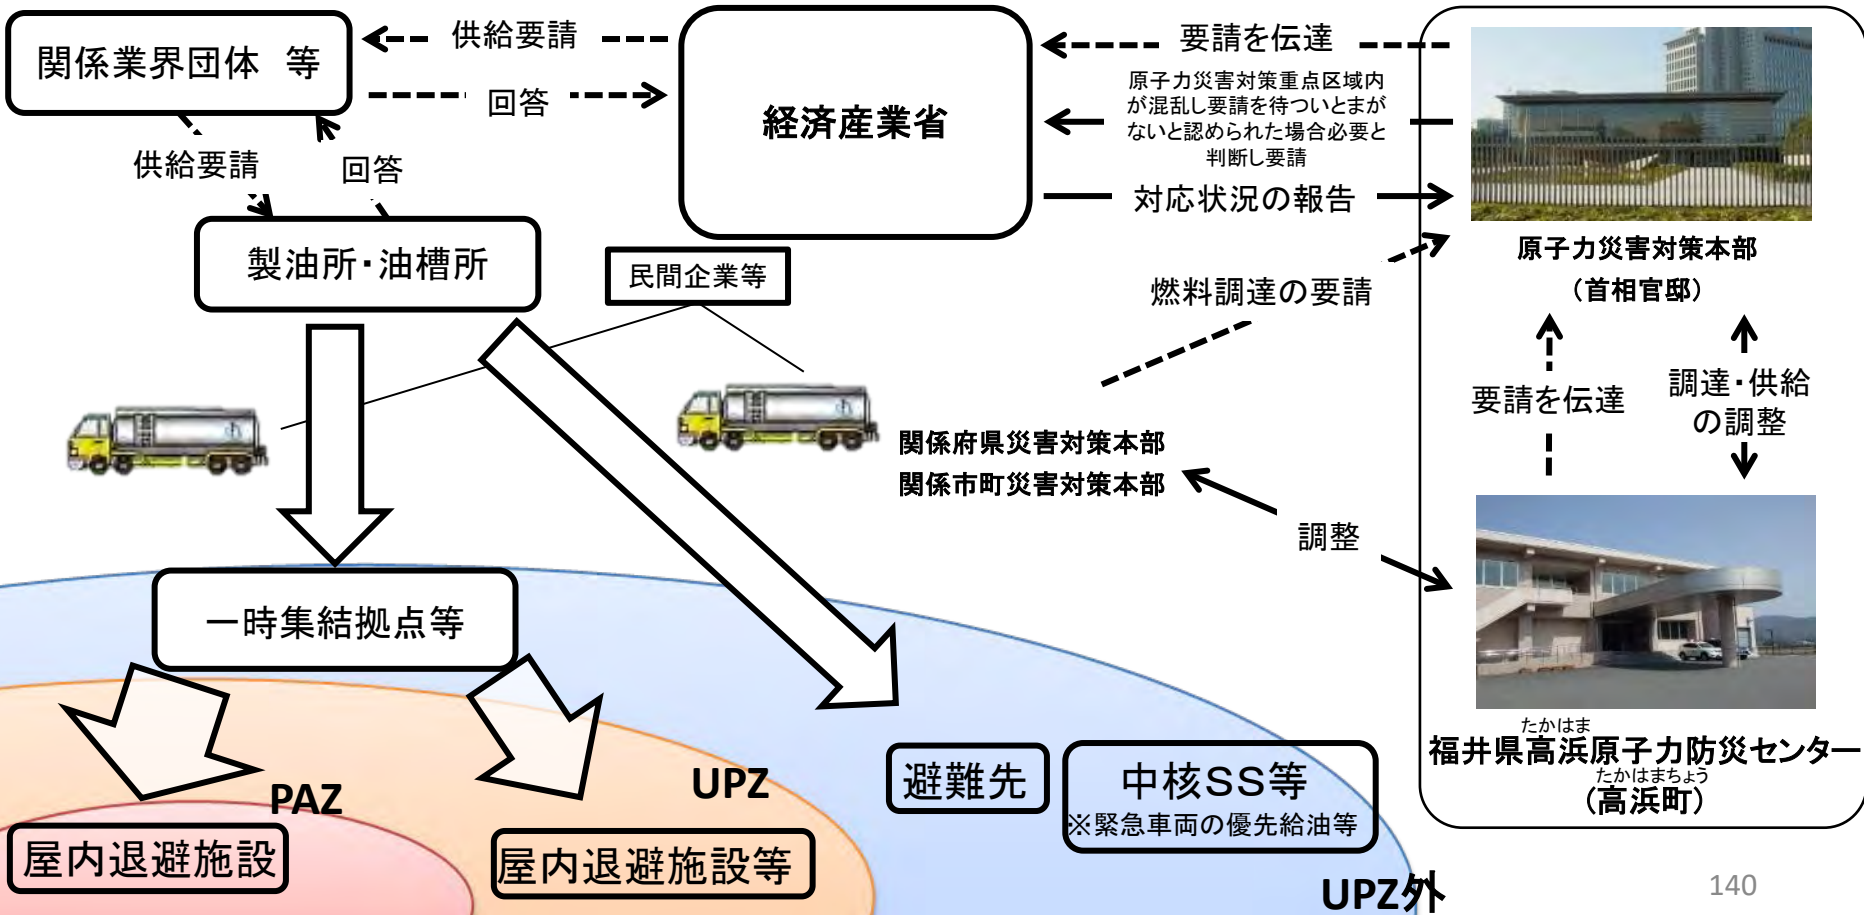 関係業界団体 等
供給要請
回答
経済産業省
要請を伝達
原子力災害対策重点区域内
が混乱し要請を待ついとまが
ないと認められた場合必要と
判断し要請
対応状況の報告
供給要請
回答
製油所・油槽所
民間企業等
燃料調達の要請
原子力災害対策本部
（首相官邸）
要請を伝達
調達・供給
の調整
関係府県災害対策本部
関係市町災害対策本部
調整
一時集結拠点等
たかはま
福井県高浜原子力防災センター
たかはまちょう
（高浜町）
PAZ
UPZ
避難先
中核SS等
※緊急車両の優先給油等
屋内退避施設
屋内退避施設等
UPZ外
140